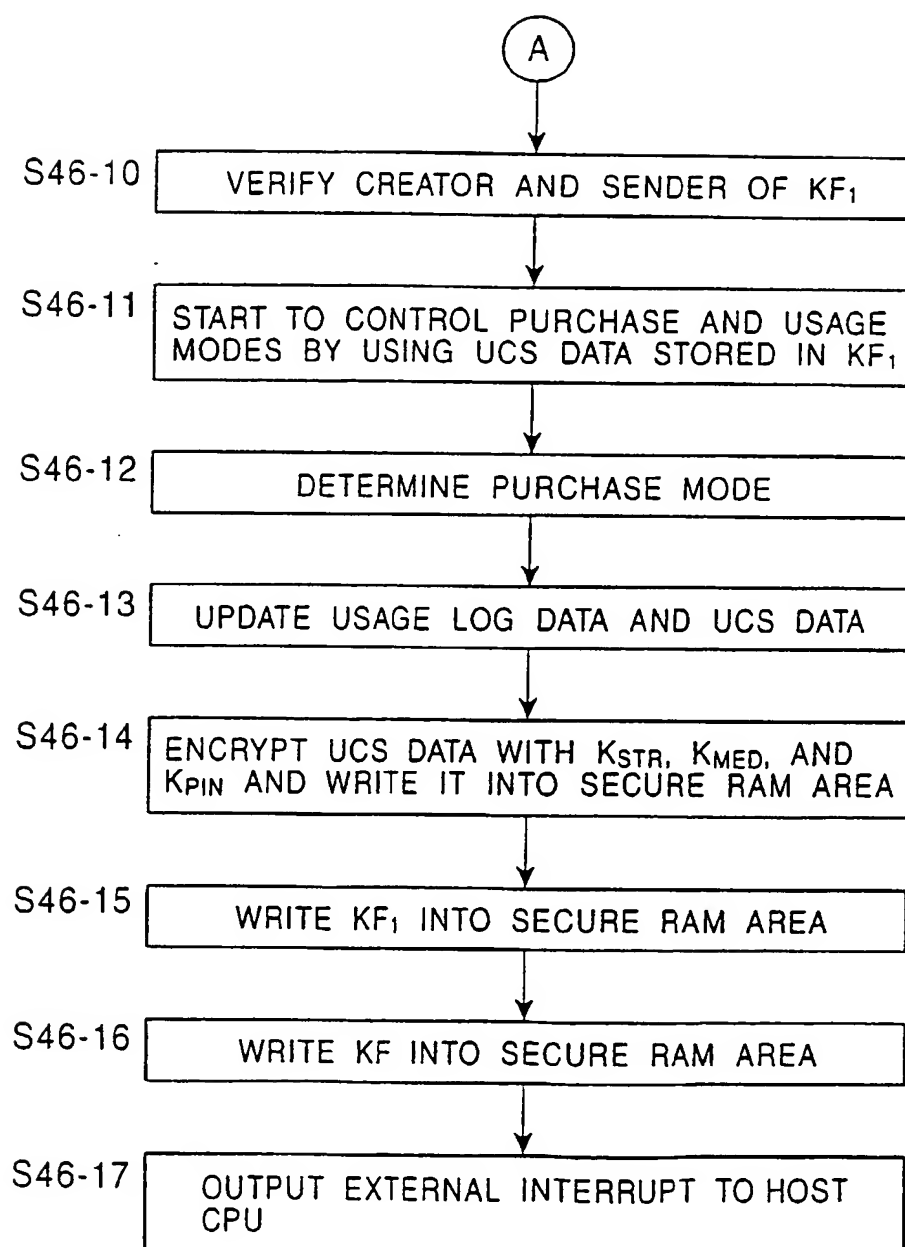 A
S46-10
VERIFY CREATOR AND SENDER OF KF₁
S46-11
START TO CONTROL PURCHASE AND USAGE
MODES BY USING UCS DATA STORED IN KF₁
S46-12
DETERMINE PURCHASE MODE
S46-13
UPDATE USAGE LOG DATA AND UCS DATA
S46-14
ENCRYPT UCS DATA WITH KSTR, KMED, AND
KPIN AND WRITE IT INTO SECURE RAM AREA
S46-15
WRITE KF₁ INTO SECURE RAM AREA
S46-16
WRITE KF INTO SECURE RAM AREA
S46-17
OUTPUT EXTERNAL INTERRUPT TO HOST
CPU